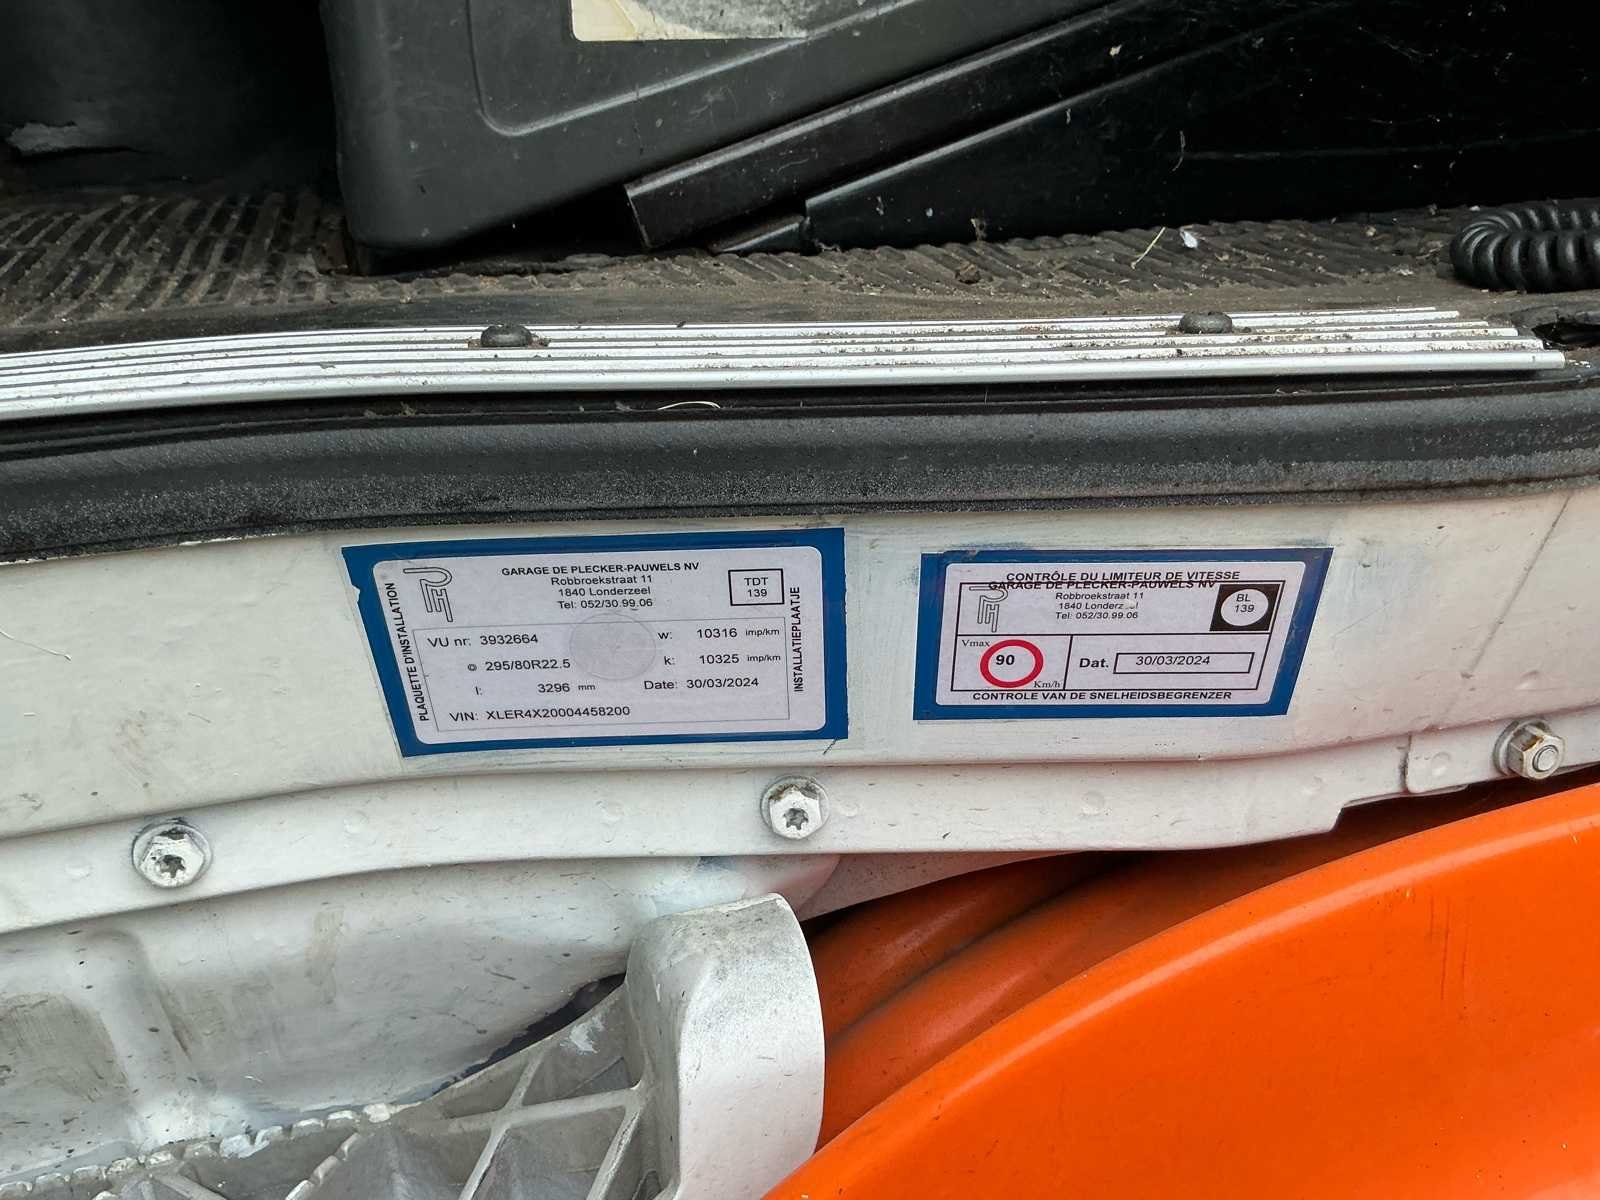 PLAQUETTE D'INSTALLATION
GARAGE DE PLECKER-PAUWELS NV
Robbroekstraat 11
1840 Londerzeel
Tel: 052/30.99.06
TDT
139
VU nr: 3932664
w: 10316 imp/km
295/80R22.5
k: 10325 imp/km
l: 3296 mm
Date: 30/03/2024
VIN: XLER4X20004458200
INSTALLATIEPLAATJE
CONTRÔLE DU LIMITEUR DE VITESSE
GARAGE DE PLECKER-PAUWELS NV
Robbroekstraat 11
1840 Londerzeel
Tel: 052/30.99.06
BL
139
Vmax
90
Km/h
Dat. 30/03/2024
CONTROLE VAN DE SNELHEIDSBEGRENZER